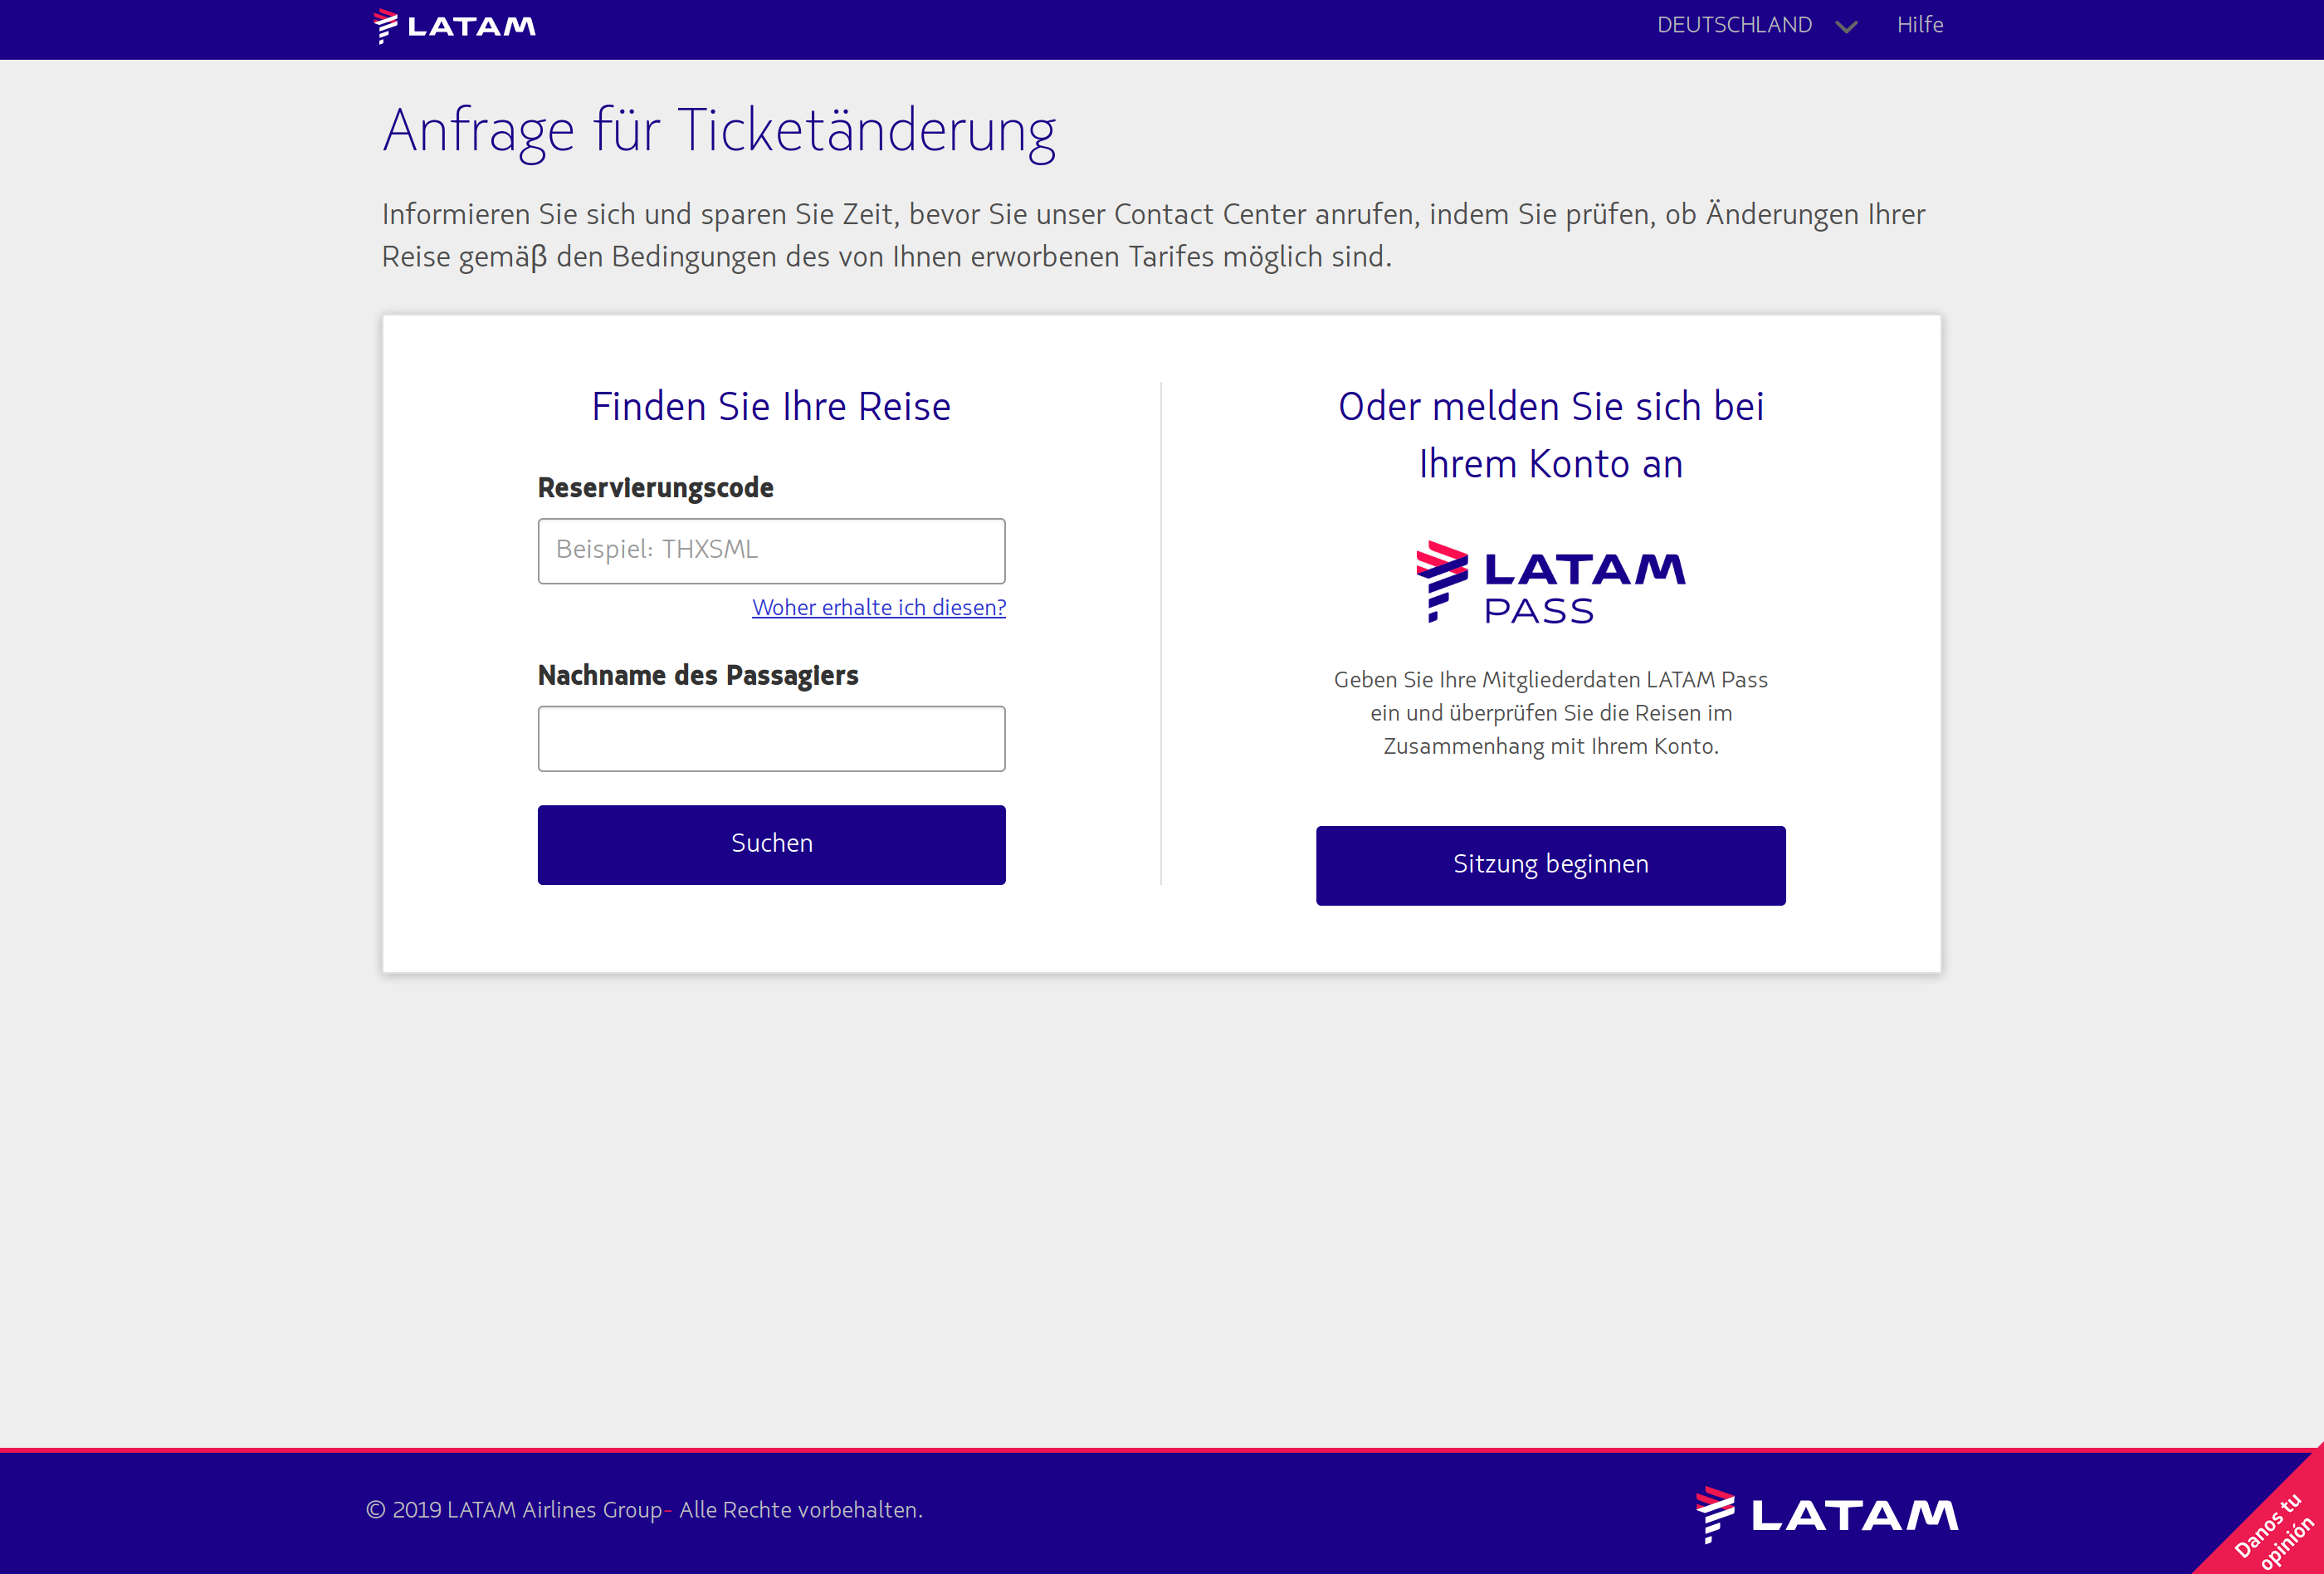 LATAM
DEUTSCHLAND
Hilfe
Anfrage für Ticketänderung
Informieren Sie sich und sparen Sie Zeit, bevor Sie unser Contact Center anrufen, indem Sie prüfen, ob Änderungen Ihrer
Reise gemäβ den Bedingungen des von Ihnen erworbenen Tarifes möglich sind.
Finden Sie Ihre Reise
Reservierungscode
Beispiel: THXSML
Woher erhalte ich diesen?
Nachname des Passagiers
Suchen
Oder melden Sie sich bei
Ihrem Konto an
LATAM
PASS
Geben Sie Ihre Mitgliederdaten LATAM Pass
ein und überprüfen Sie die Reisen im
Zusammenhang mit Ihrem Konto.
Sitzung beginnen
© 2019 LATAM Airlines Group- Alle Rechte vorbehalten.
LATAM
Danos tu
opinión